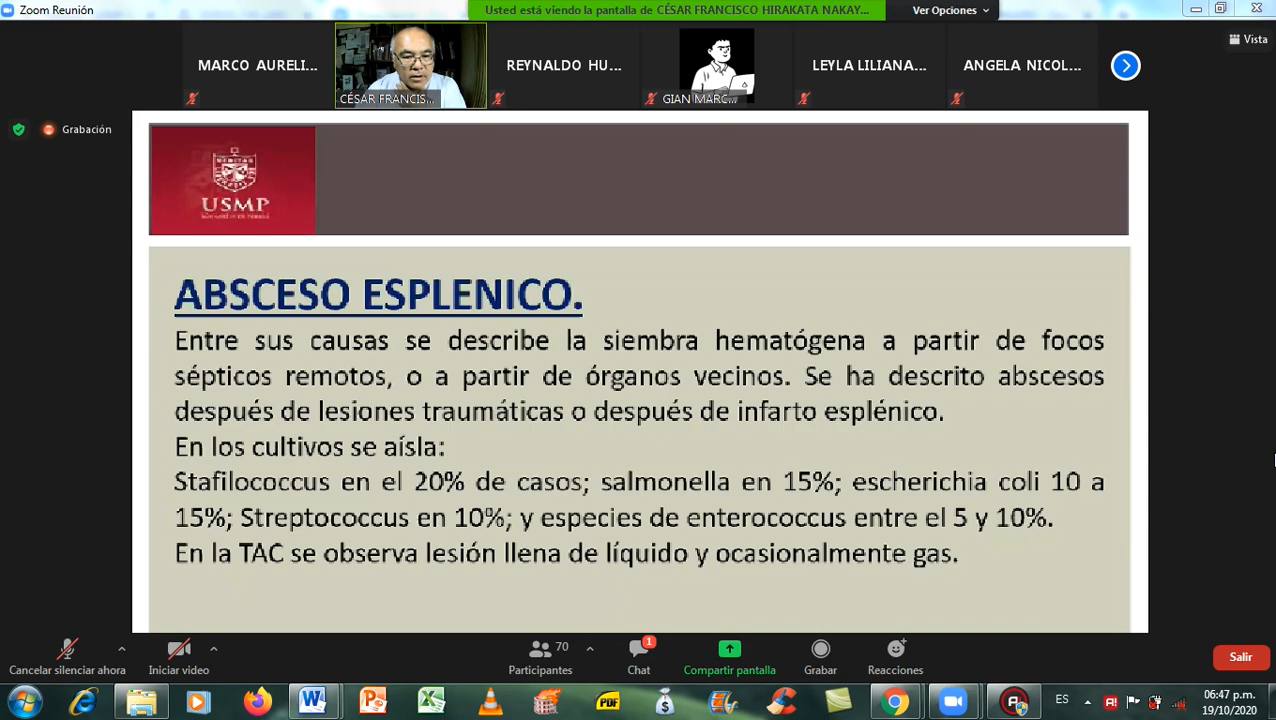 Zoom Reunión
Usted está viendo la pantalla de CÉSAR FRANCISCO HIRAKATA NAKAY...
Ver Opciones
Vista
MARCO AURELI...
CÉSAR FRANCIS...
REYNALDO HU...
GIAN MARC...
LEYLA LILIANA...
ANGELA NICOL...
Grabación
USMP
ABSCESO ESPLENICO.
Entre sus causas se describe la siembra hematógena a partir de focos
sépticos remotos, o a partir de órganos vecinos. Se ha descrito abscesos
después de lesiones traumáticas o después de infarto esplénico.
En los cultivos se aísla:
Stafilococcus en el 20% de casos; salmonella en 15%; escherichia coli 10 a
15%; Streptococcus en 10%; y especies de enterococcus entre el 5 y 10%.
En la TAC se observa lesión llena de líquido y ocasionalmente gas.
Cancelar silenciar ahora
Iniciar video
70
Participantes
1
Chat
Compartir pantalla
Grabar
Reacciones
Salir
PDF
ES
06:47 p.m.
19/10/2020